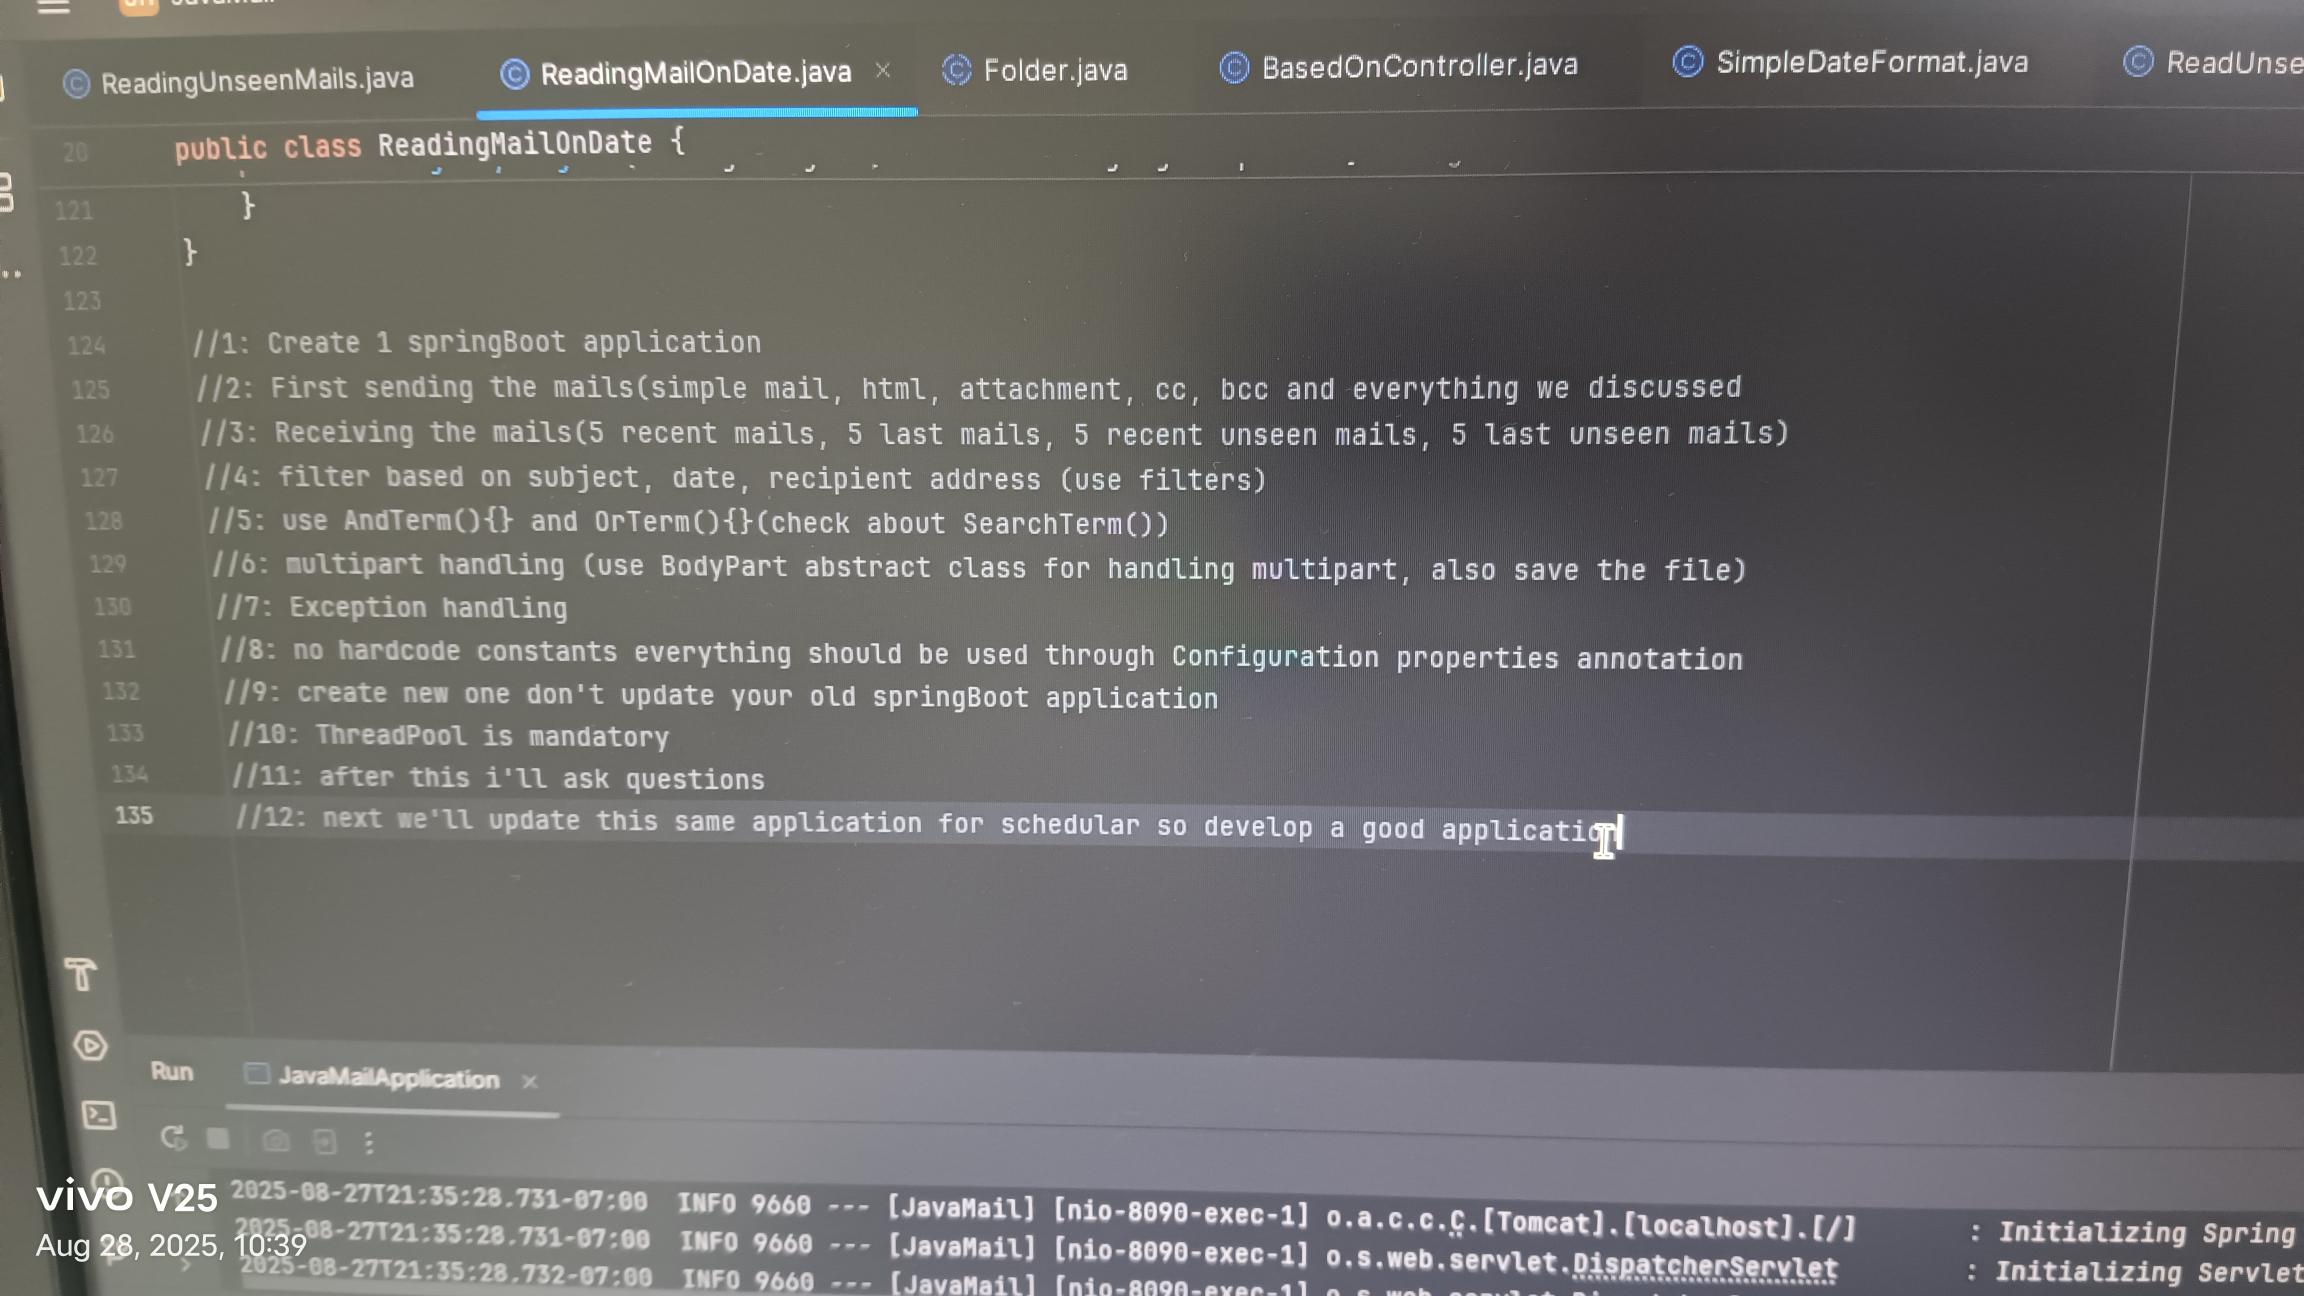 ReadingUnseenMails.java ReadingMailOnDate.java × Folder.java BasedOnController.java SimpleDateFormat.java ReadUnse
20 public class ReadingMailOnDate {
121 }
122 }
123
124 //1: Create 1 springBoot application
125 //2: First sending the mails(simple mail, html, attachment, cc, bcc and everything we discussed
126 //3: Receiving the mails(5 recent mails, 5 last mails, 5 recent unseen mails, 5 last unseen mails)
127 //4: filter based on subject, date, recipient address (use filters)
128 //5: use AndTerm(){} and OrTerm(){}(check about SearchTerm())
129 //6: multipart handling (use BodyPart abstract class for handling multipart, also save the file)
130 //7: Exception handling
131 //8: no hardcode constants everything should be used through Configuration properties annotation
132 //9: create new one don't update your old springBoot application
133 //10: ThreadPool is mandatory
134 //11: after this i'll ask questions
135 //12: next we'll update this same application for schedular so develop a good application
Run JavaMailApplication ×
2025-08-27T21:35:28.731-07:00 INFO 9660 --- [JavaMail] [nio-8090-exec-1] o.a.c.c.C.[Tomcat].[localhost].[/] : Initializing Spring
2025-08-27T21:35:28.731-07:00 INFO 9660 --- [JavaMail] [nio-8090-exec-1] o.s.web.servlet.DispatcherServlet : Initializing Servlet
2025-08-27T21:35:28.732-07:00 INFO 9660 --- [JavaMail] [nio-8090-exec-1]
vivo V25
Aug 28, 2025, 10:39